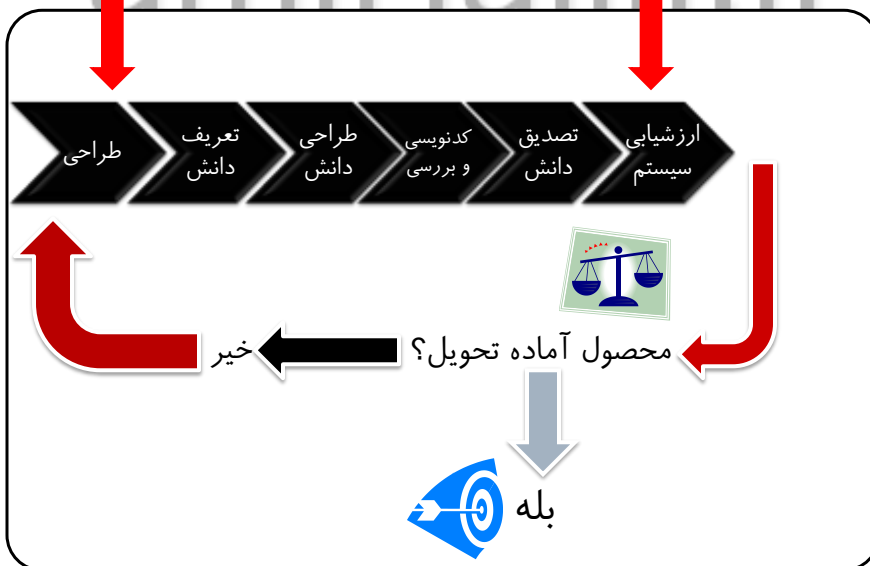 طراحی
تعریف
دانش
طراحی
دانش
کدنویسی
و بررسی
تصدیق
دانش
ارزشیابی
سیستم
محصول آماده تحویل؟
خیر
بله